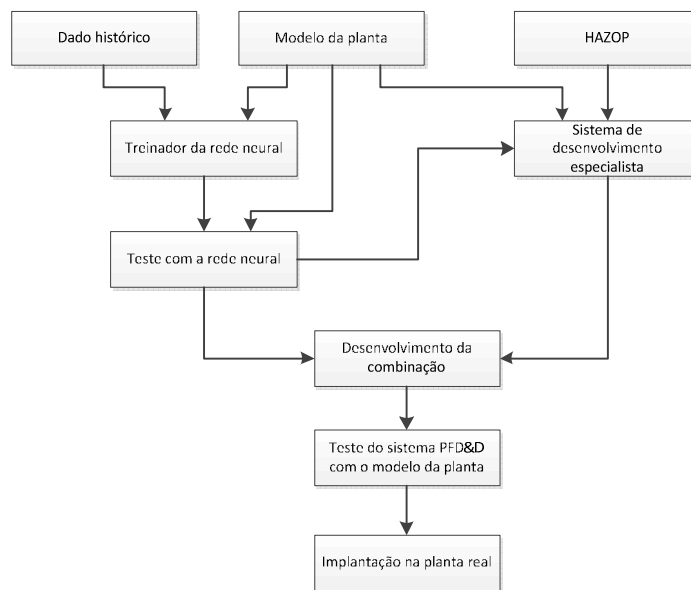 Dado histórico
Modelo da planta
HAZOP
Treinador da rede neural
Sistema de
desenvolvimento
especialista
Teste com a rede neural
Desenvolvimento da
combinação
Teste do sistema PFD&D
com o modelo da planta
Implantação na planta real